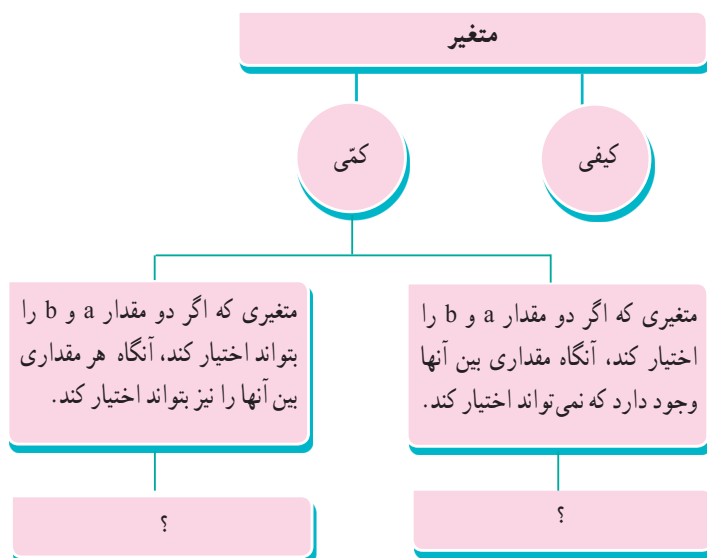 متغیر
کیفی
کمّی
متغیری که اگر دو مقدار a و b را
اختیار کند، آنگاه مقداری بین آنها
وجود دارد که نمی‌تواند اختیار کند.
متغیری که اگر دو مقدار a و b را
بتواند اختیار کند، آنگاه هر مقداری
بین آنها را نیز بتواند اختیار کند.
؟
؟